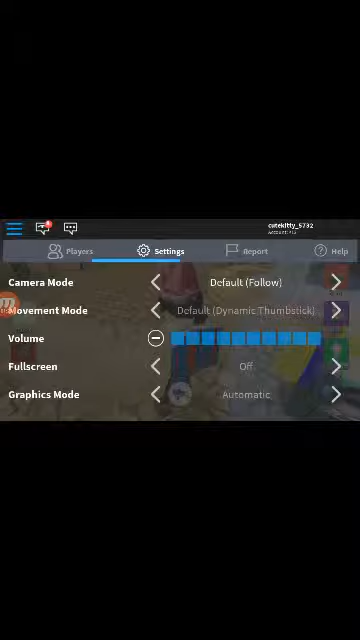 cutekitty_5732
Players
Settings
Report
Help
Camera Mode
Default (Follow)
Movement Mode
Default (Dynamic Thumbstick)
Volume
Fullscreen
Off
Graphics Mode
Automatic